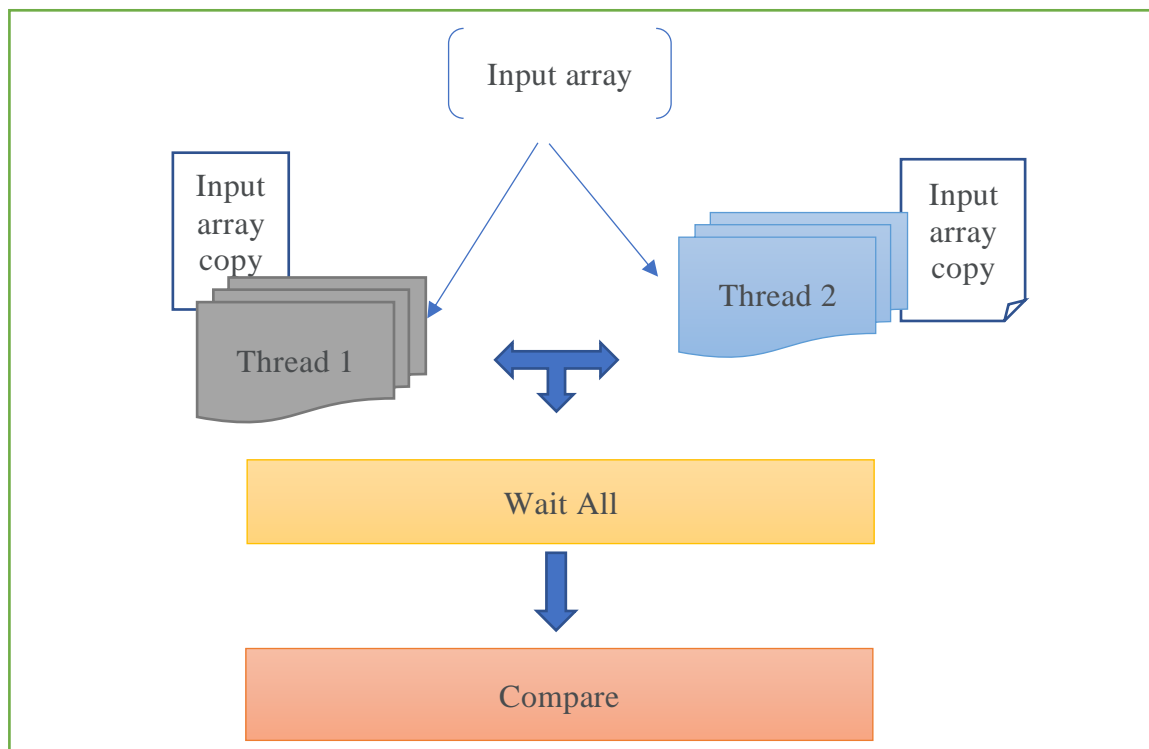 Input array
Input
array
copy
Thread 1
Input
array
copy
Thread 2
Wait All
Compare